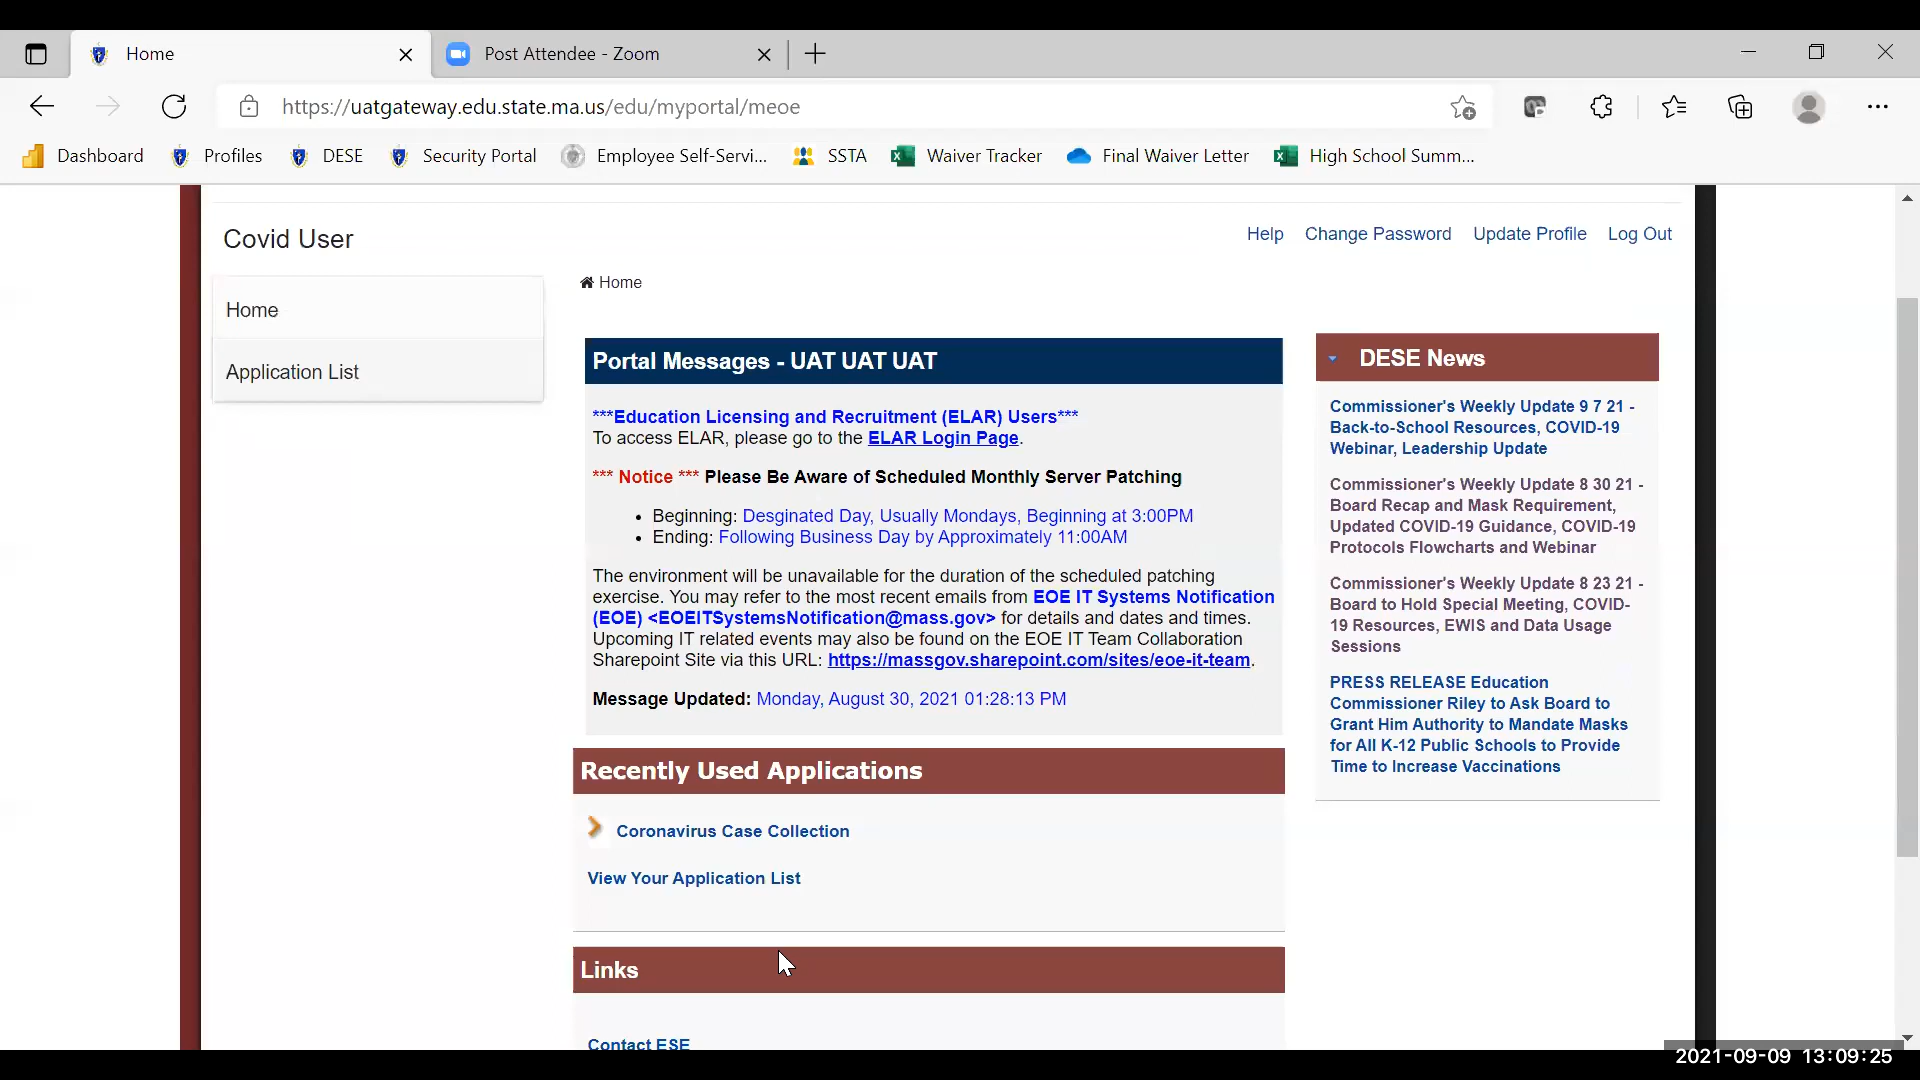 Home
Post Attendee - Zoom
https://uatgateway.edu.state.ma.us/edu/myportal/meoe
Dashboard
Profiles
DESE
Security Portal
Employee Self-Servi...
SSTA
Waiver Tracker
Final Waiver Letter
High School Summ...
Covid User
Help
Change Password
Update Profile
Log Out
Home
Application List
Home
Portal Messages - UAT UAT UAT
***Education Licensing and Recruitment (ELAR) Users***
To access ELAR, please go to the ELAR Login Page.
*** Notice *** Please Be Aware of Scheduled Monthly Server Patching
• Beginning: Desginated Day, Usually Mondays, Beginning at 3:00PM
• Ending: Following Business Day by Approximately 11:00AM
The environment will be unavailable for the duration of the scheduled patching
exercise. You may refer to the most recent emails from EOE IT Systems Notification
(EOE) <EOEITSystemsNotification@mass.gov> for details and dates and times.
Upcoming IT related events may also be found on the EOE IT Team Collaboration
Sharepoint Site via this URL: https://massgov.sharepoint.com/sites/eoe-it-team.
Message Updated: Monday, August 30, 2021 01:28:13 PM
Recently Used Applications
Coronavirus Case Collection
View Your Application List
Links
Contact ESE
DESE News
Commissioner's Weekly Update 9 7 21 -
Back-to-School Resources, COVID-19
Webinar, Leadership Update
Commissioner's Weekly Update 8 30 21 -
Board Recap and Mask Requirement,
Updated COVID-19 Guidance, COVID-19
Protocols Flowcharts and Webinar
Commissioner's Weekly Update 8 23 21 -
Board to Hold Special Meeting, COVID-
19 Resources, EWIS and Data Usage
Sessions
PRESS RELEASE Education
Commissioner Riley to Ask Board to
Grant Him Authority to Mandate Masks
for All K-12 Public Schools to Provide
Time to Increase Vaccinations
2021-09-09 13:09:25